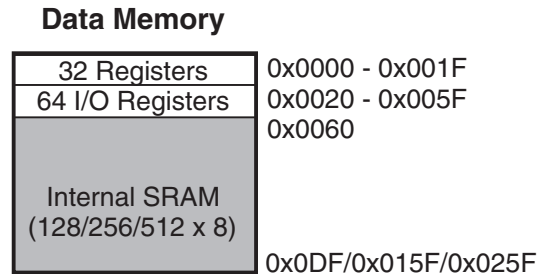 Data Memory
32 Registers 0x0000 - 0x001F
64 I/O Registers 0x0020 - 0x005F
0x0060
Internal SRAM
(128/256/512 x 8)
0x0DF/0x015F/0x025F